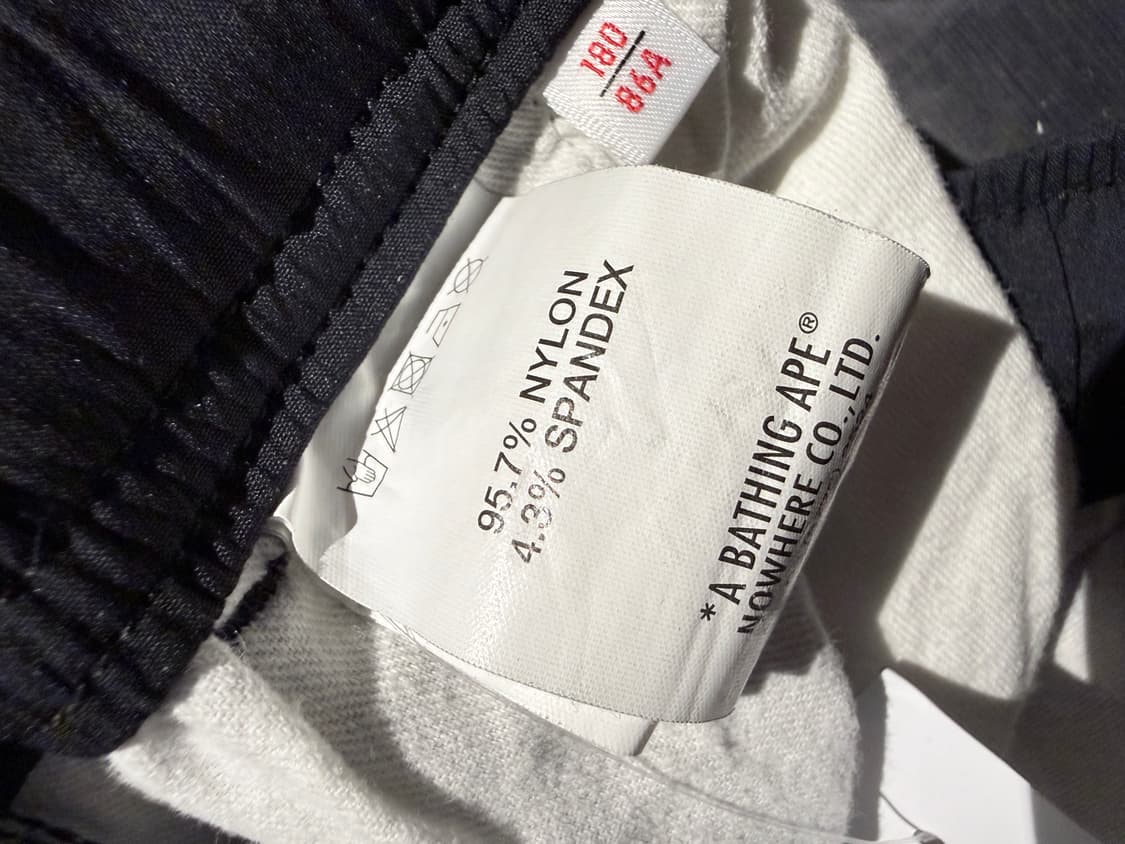 180
86A
95.7% NYLON
4.3% SPANDEX
* A BATHING APE®
NOWHERE CO.,LTD.